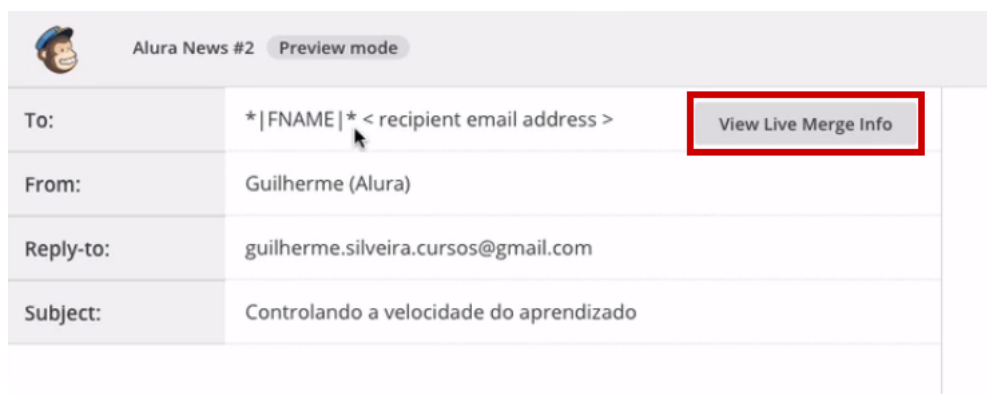 Alura News #2 Preview mode
To: *|FNAME|* < recipient email address > View Live Merge Info
From: Guilherme (Alura)
Reply-to: guilherme.silveira.cursos@gmail.com
Subject: Controlando a velocidade do aprendizado